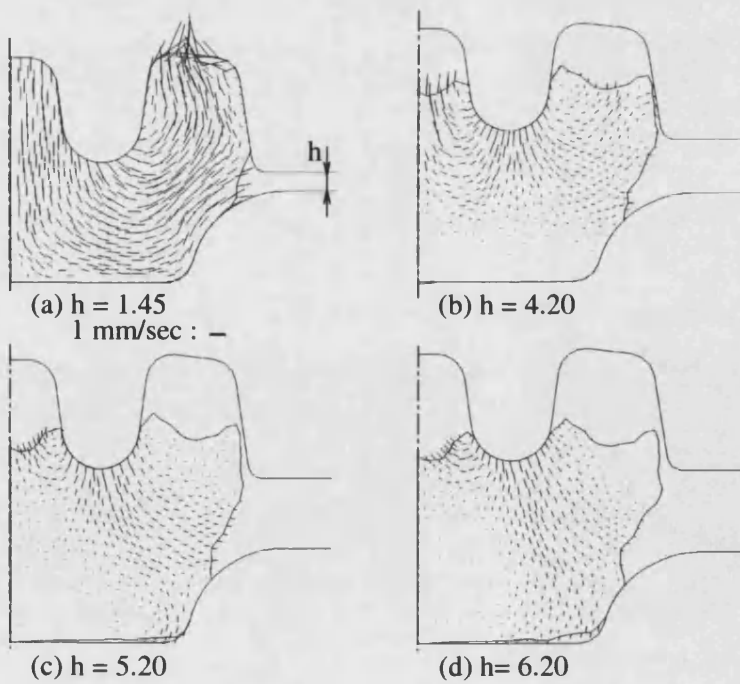 h
(a) h = 1.45
1 mm/sec :
(b) h = 4.20
(c) h = 5.20
(d) h= 6.20